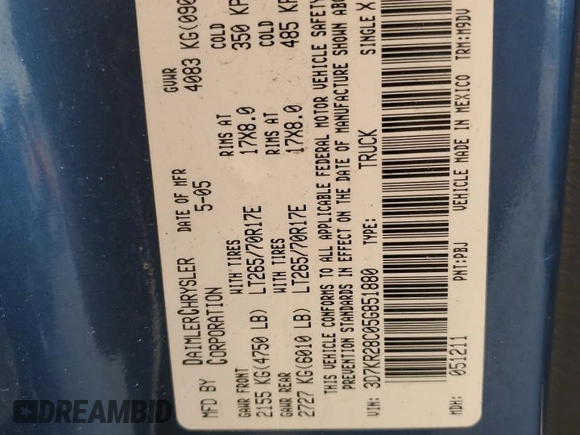 MFD BY
DAIMLERCHRYSLER
CORPORATION
DATE OF MFR
5-05
GVWR
4083 KG(090
GAWR FRONT
2155 KG(4750 LB)
WITH TIRES
LT265/70R17E
RIMS AT
17X8.0
COLD
350 KP
GAWR REAR
2727 KG(6010 LB)
WITH TIRES
LT265/70R17E
RIMS AT
17X8.0
COLD
485 KP
THIS VEHICLE CONFORMS TO ALL APPLICABLE FEDERAL MOTOR VEHICLE SAFETY
STANDARDS IN EFFECT ON THE DATE OF MANUFACTURE SHOWN ABO
VIN: 3D7KR28C05G851880 TYPE: TRUCK SINGLE X
MDH: 051211 PNT:PBJ VEHICLE MADE IN MEXICO TRM:M9DV
DREAMBID